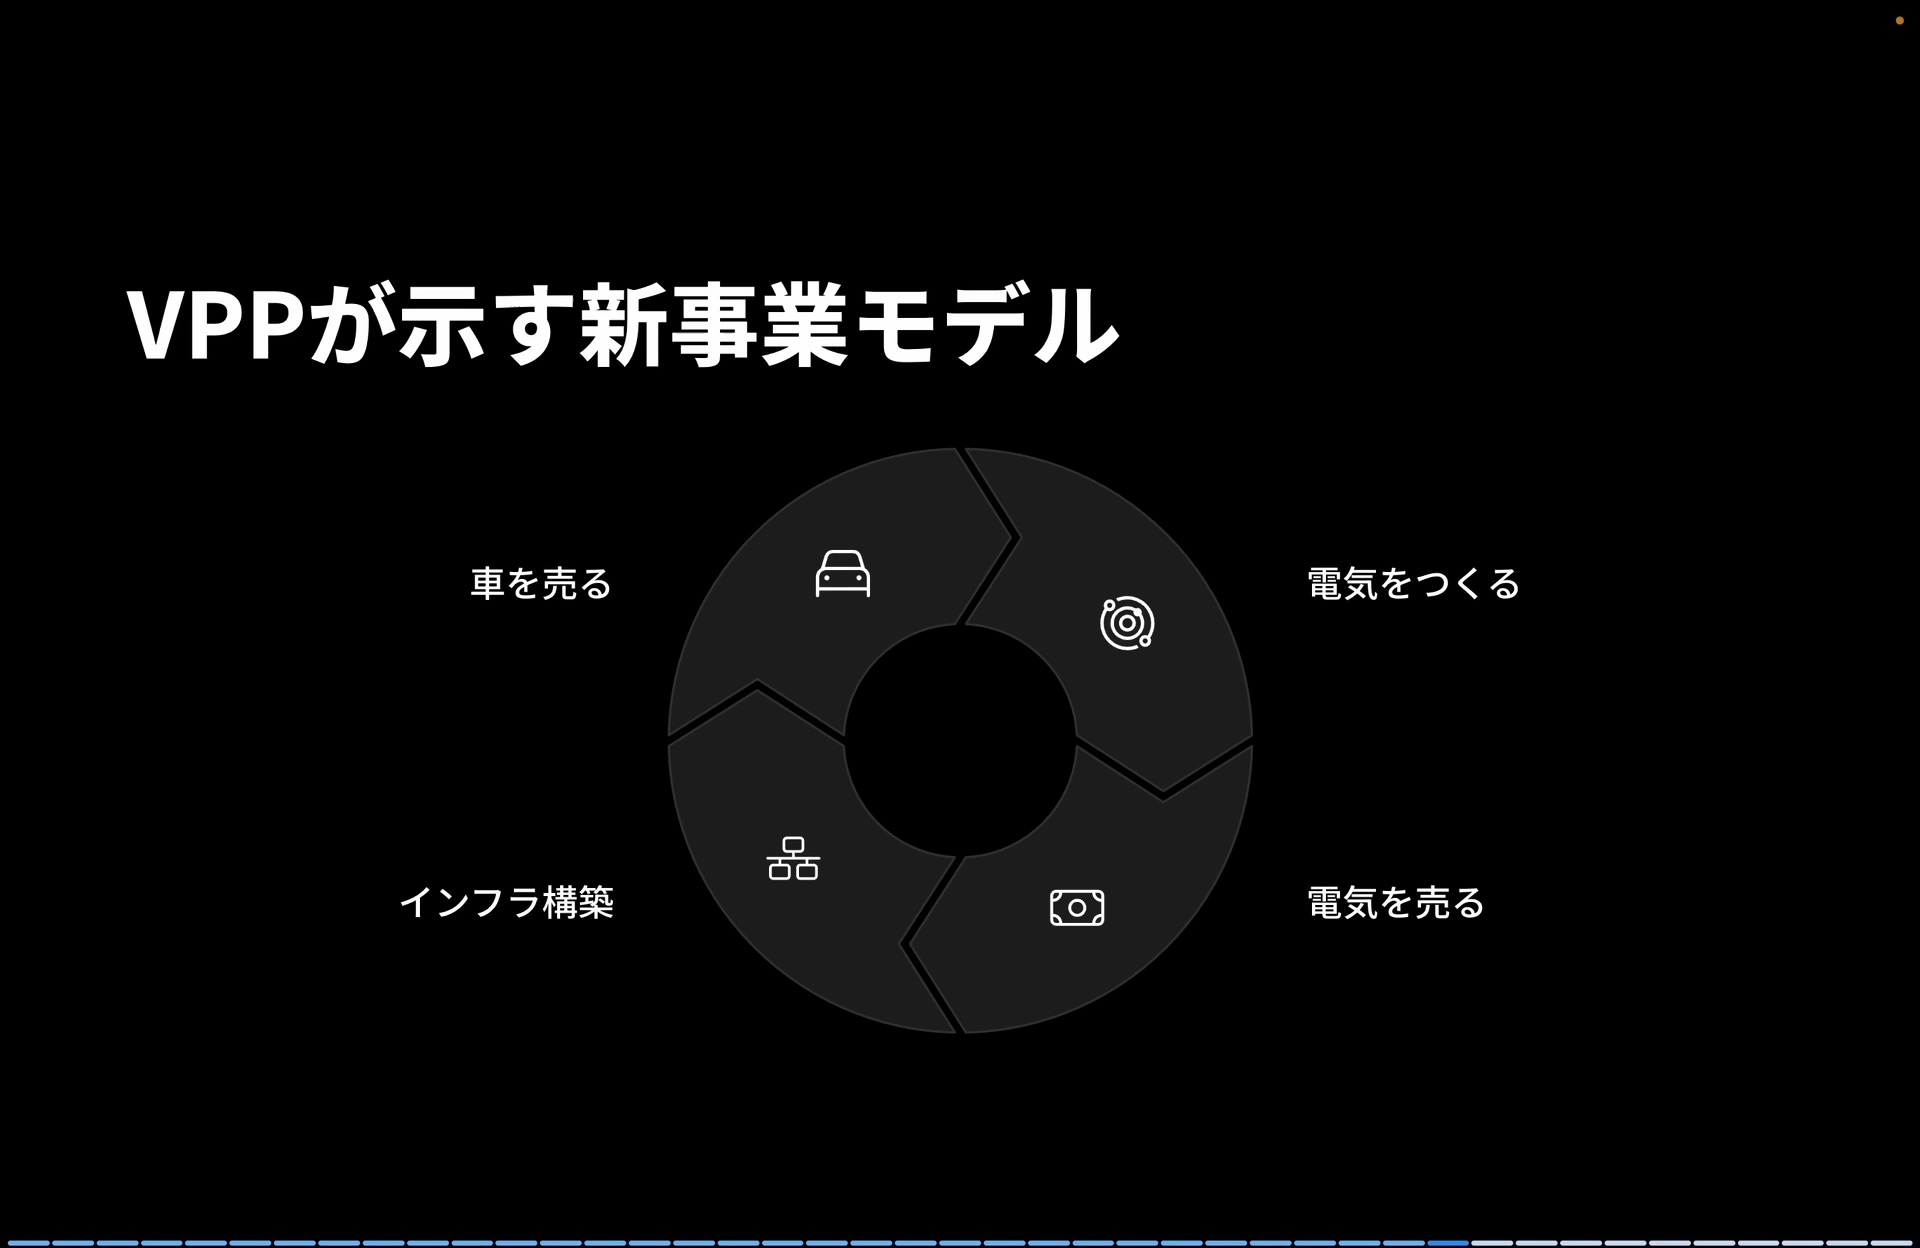 VPPが示す新事業モデル
車を売る
電気をつくる
インフラ構築
電気を売る